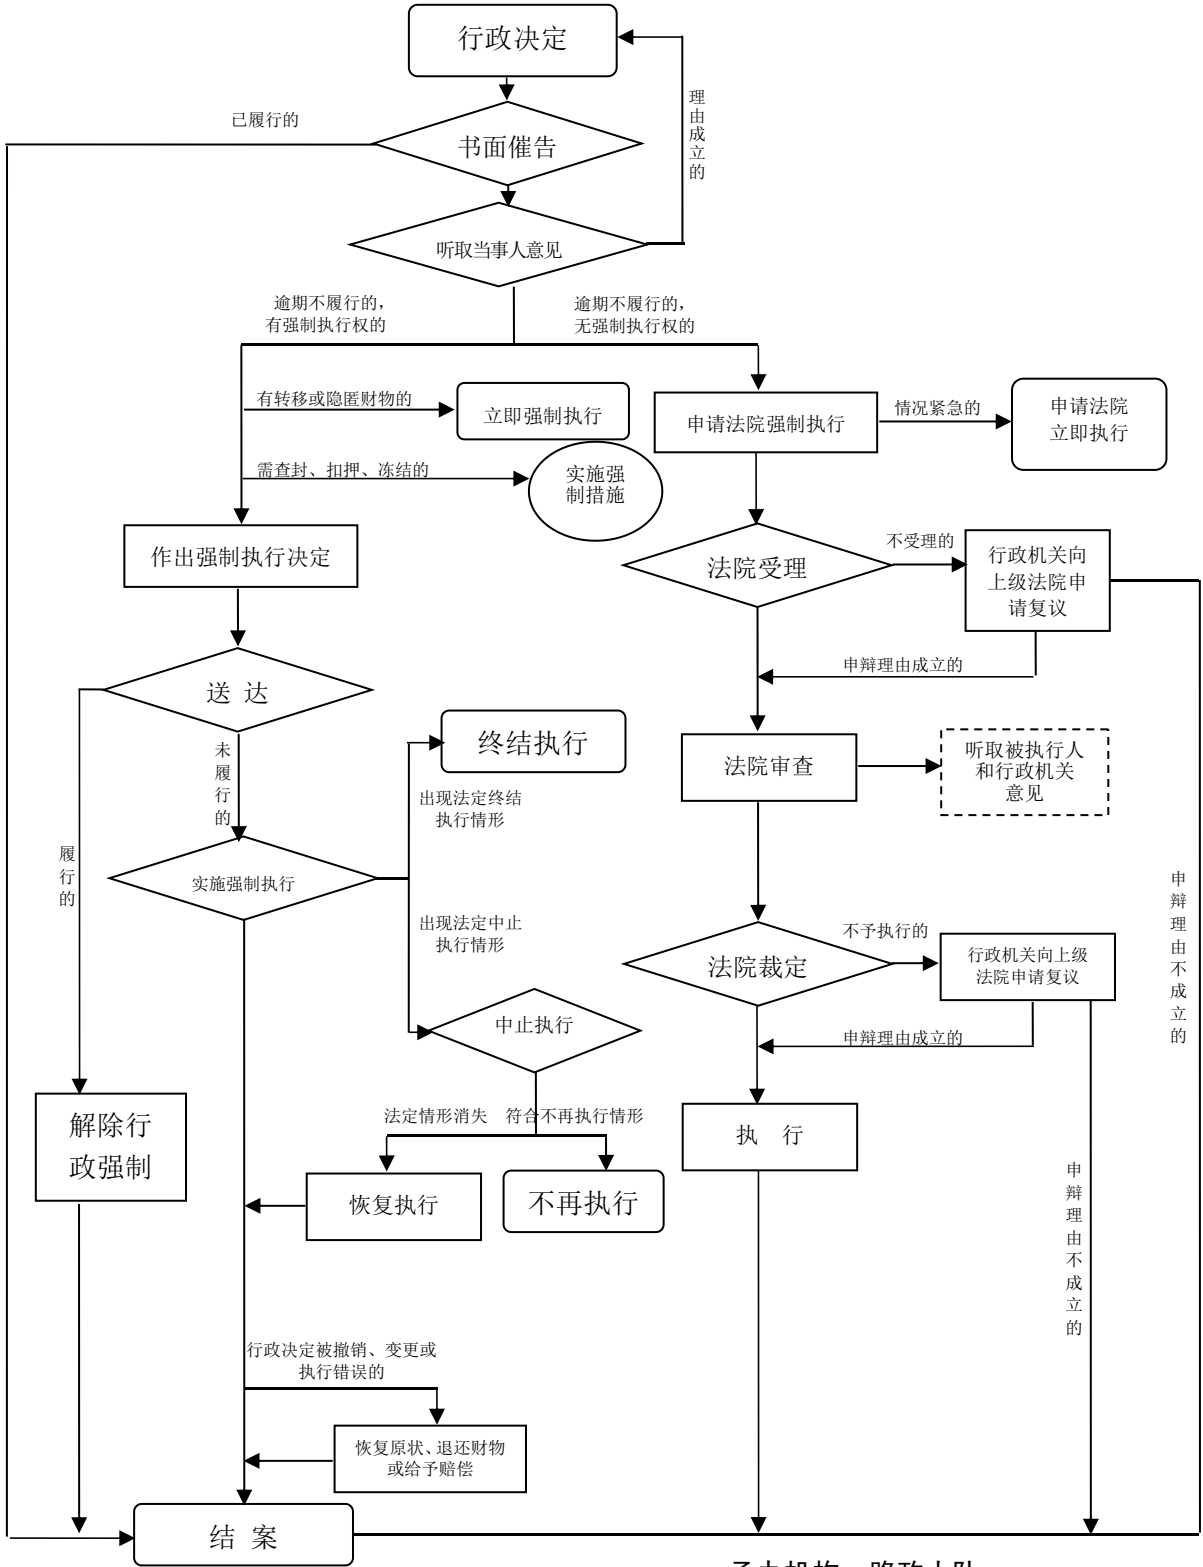 行政决定
理由成立的
已履行的
书面催告
听取当事人意见
逾期不履行的，
有强制执行权的
逾期不履行的，
无强制执行权的
有转移或隐匿财物的
立即强制执行
申请法院强制执行
情况紧急的
申请法院
立即执行
需查封、扣押、冻结的
实施强
制措施
作出强制执行决定
法院受理
不受理的
行政机关向
上级法院申
请复议
申辩理由成立的
送 达
未履行的
终结执行
法院审查
听取被执行人
和行政机关
意见
出现法定终结
执行情形
履行的
实施强制执行
申辩理由不成立的
出现法定中止
执行情形
不予执行的
法院裁定
行政机关向上级
法院申请复议
中止执行
申辩理由成立的
解除行
政强制
法定情形消失
符合不再执行情形
执 行
恢复执行
不再执行
申辩理由不成立的
行政决定被撤销、变更或
执行错误的
恢复原状、退还财物
或给予赔偿
结 案